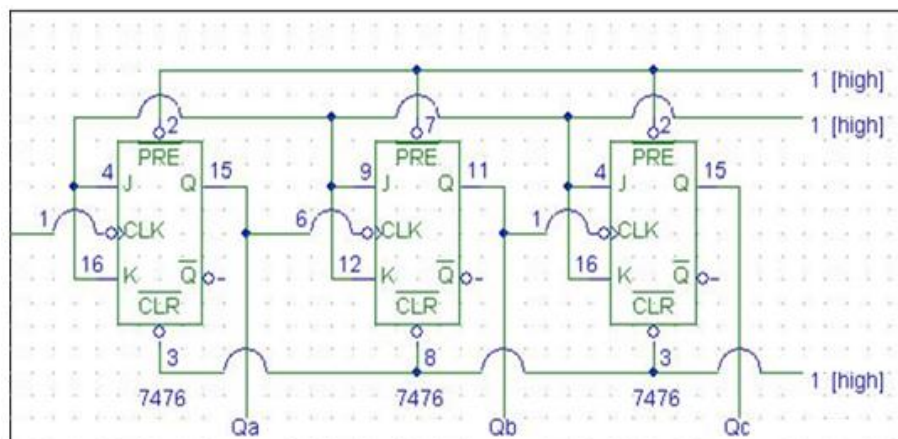 1 [high]
1 [high]
2 7 2
PRE PRE PRE
4 J Q 15 9 J Q 11 4 J Q 15
1 CLK 6 CLK 1 CLK
16 K Q 12 K Q 16 K Q
CLR CLR CLR
3 8 3
1 [high]
7476 7476 7476
Qa Qb Qc